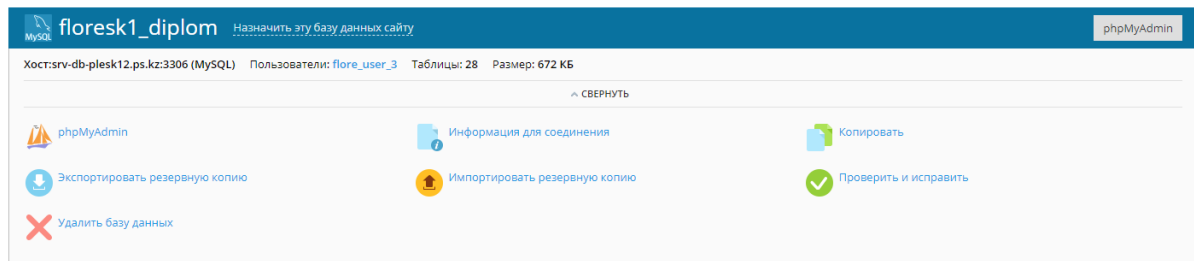 MySQL floresk1_diplom Назначить эту базу данных сайту phpMyAdmin
Хост:srv-db-plesk12.ps.kz:3306 (MySQL) Пользователи: flore_user_3 Таблицы: 28 Размер: 672 КБ
СВЕРНУТЬ
phpMyAdmin Информация для соединения Копировать
Экспортировать резервную копию Импортировать резервную копию Проверить и исправить
Удалить базу данных